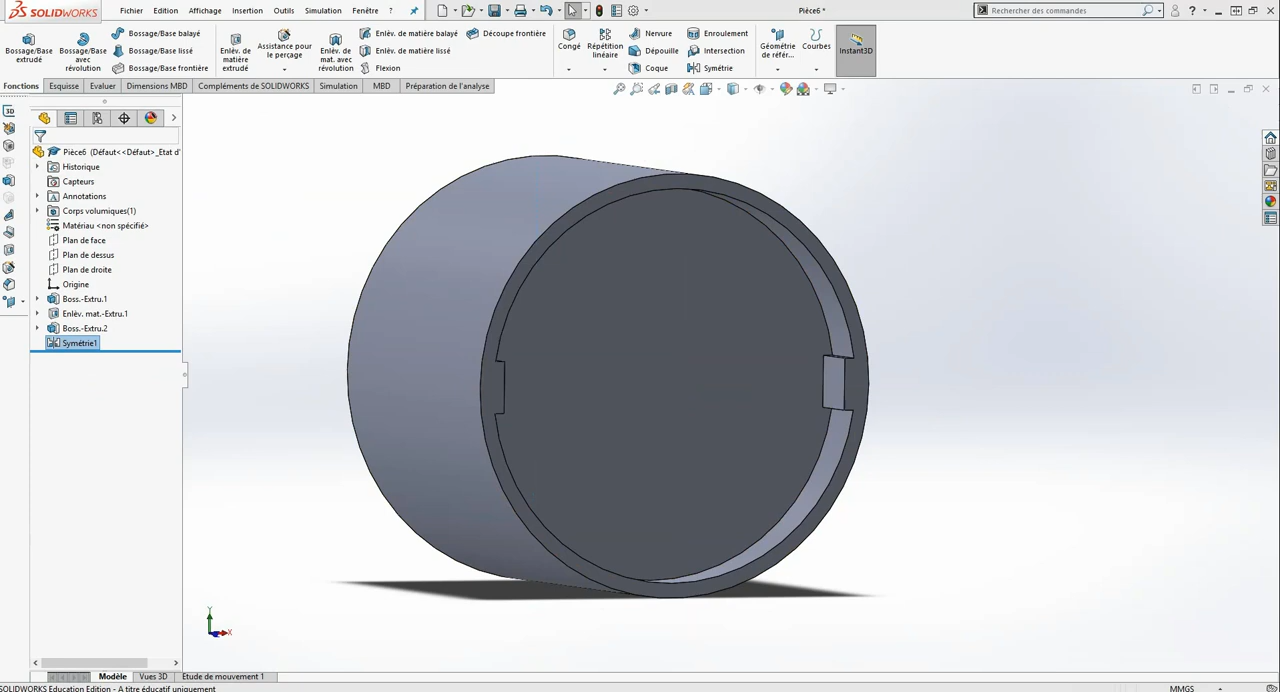 SOLIDWORKS Fichier Edition Affichage Insertion Outils Simulation Fenêtre ? Pièce6 * Rechercher des commandes
Bossage/Base extrudé
Bossage/Base avec révolution
Bossage/Base balayé
Bossage/Base lissé
Bossage/Base frontière
Enlèv. de matière extrudé
Assistance pour le perçage
Enlèv. de mat. avec révolution
Enlèv. de matière balayé
Enlèv. de matière lissé
Flexion
Découpe frontière
Congé
Répétition linéaire
Nervure
Dépouille
Coque
Enroulement
Intersection
Symétrie
Géométrie de référ...
Courbes
Instant3D
Fonctions Esquisse Evaluer Dimensions MBD Compléments de SOLIDWORKS Simulation MBD Préparation de l'analyse
Pièce6 (Défaut<<Défaut>_Etat d'
Historique
Capteurs
Annotations
Corps volumiques(1)
Matériau <non spécifié>
Plan de face
Plan de dessus
Plan de droite
Origine
Boss.-Extru.1
Enlèv. mat.-Extru.1
Boss.-Extru.2
Symétrie1
Y
X
Modèle Vues 3D Etude de mouvement 1
SOLIDWORKS Education Edition - A titre éducatif uniquement MMGS